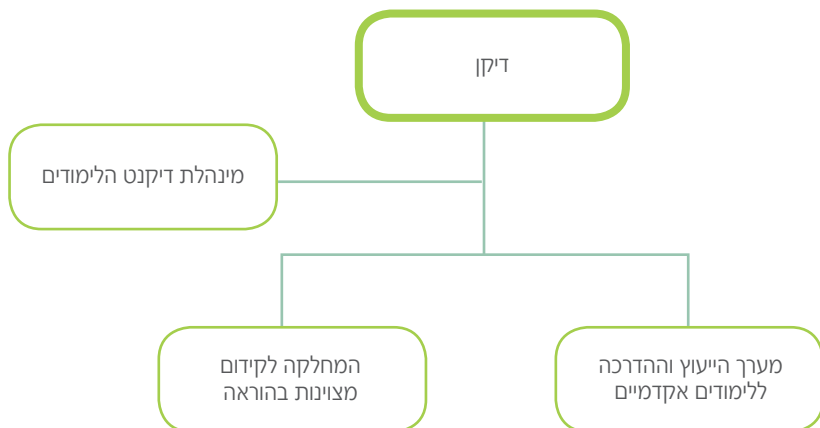 דיקן
מינהלת דיקנט הלימודים
מערך הייעוץ וההדרכה
ללימודים אקדמיים
המחלקה לקידום
מצוינות בהוראה